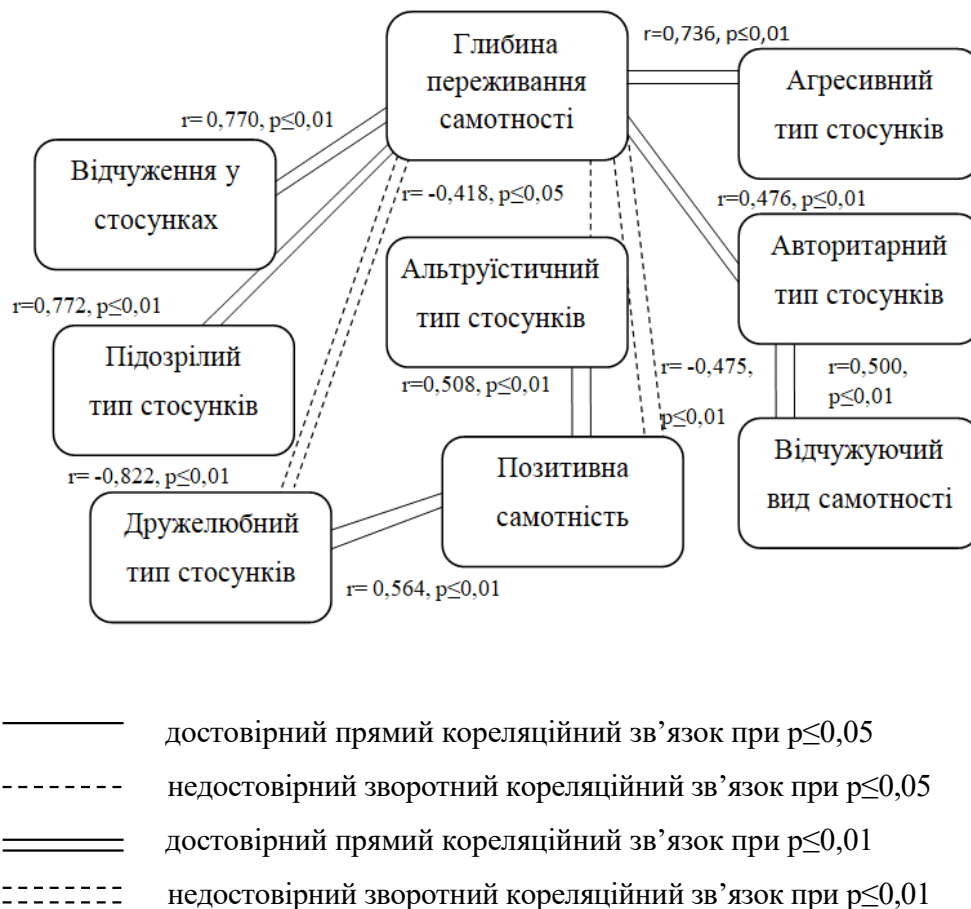 Глибина
переживання
самотності
r=0,736, p≤0,01
Агресивний
тип стосунків
r= 0,770, p≤0,01
Відчуження у
стосунках
r= -0,418, p≤0,05
r=0,476, p≤0,01
Альтруїстичний
тип стосунків
Авторитарний
тип стосунків
r=0,772, p≤0,01
Підозрілий
тип стосунків
r=0,508, p≤0,01
r= -0,475,
p≤0,01
r=0,500,
p≤0,01
Відчужуючий
вид самотності
r= -0,822, p≤0,01
Позитивна
самотність
Дружелюбний
тип стосунків
r= 0,564, p≤0,01
достовірний прямий кореляційний зв’язок при p≤0,05
недостовірний зворотний кореляційний зв’язок при p≤0,05
достовірний прямий кореляційний зв’язок при p≤0,01
недостовірний зворотний кореляційний зв’язок при p≤0,01